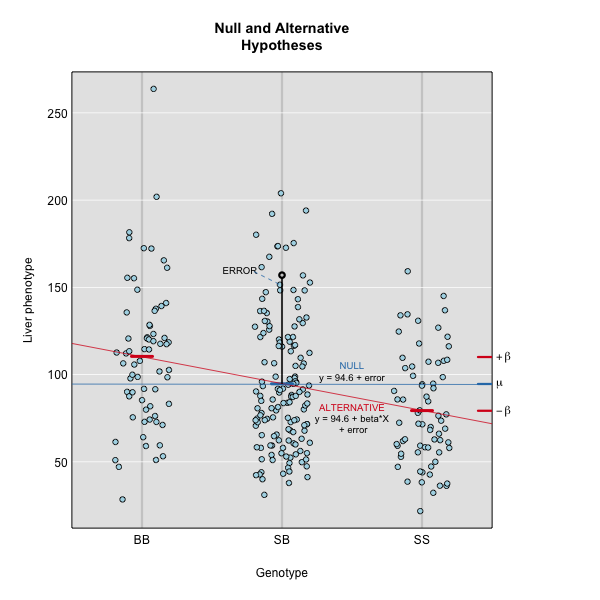 Null and Alternative
Hypotheses
Liver phenotype
250
200
150
100
50
ERROR
NULL
y = 94.6 + error
ALTERNATIVE
y = 94.6 + beta*X
+ error
+ β
μ
− β
BB
SB
SS
Genotype